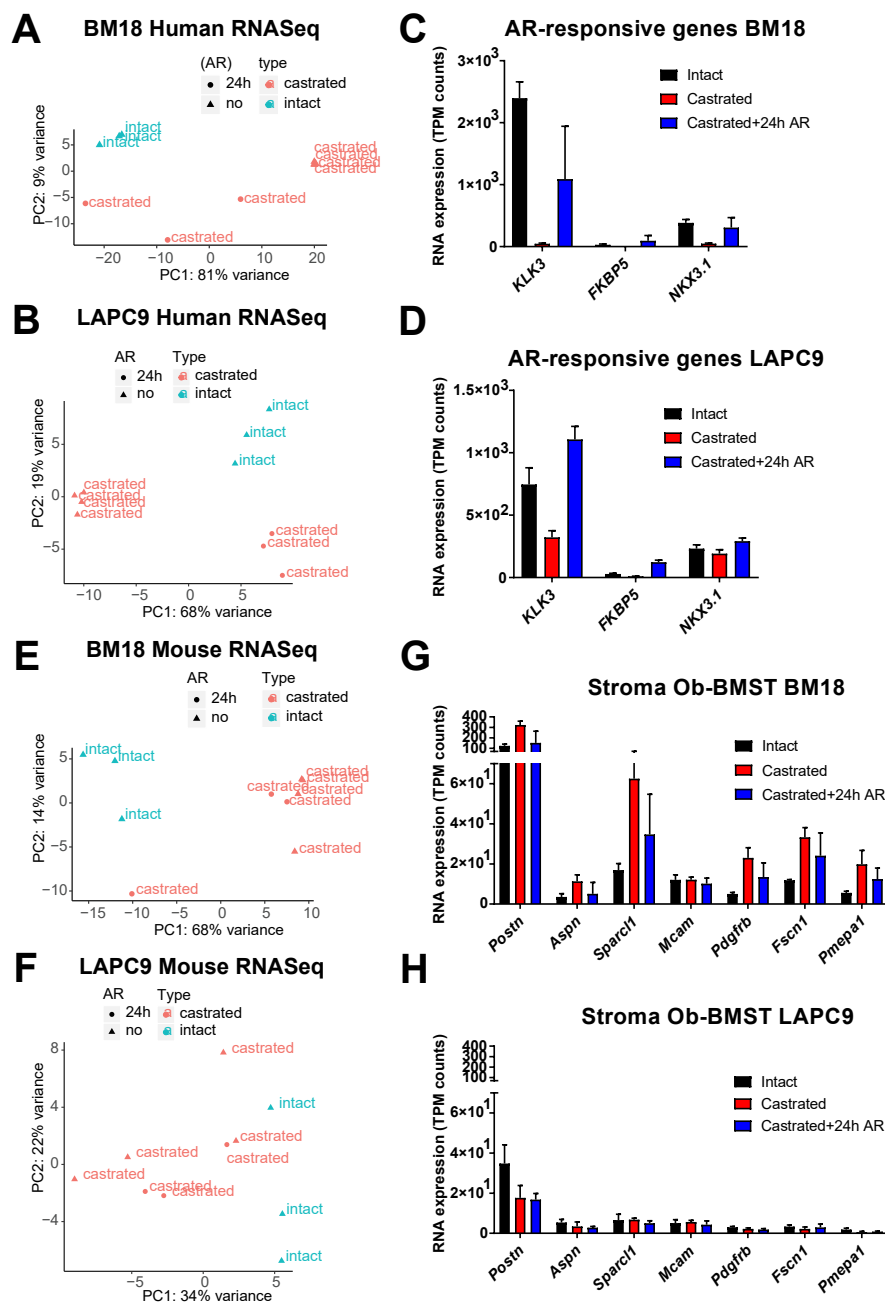 A
BM18 Human RNASeq
(AR) type
24h castrated
no intact
intact
intact
intact
castrated
castrated
castrated
castrated
castrated
castrated
castrated
5
0
−5
−10
−20 −10 0 10 20
PC2: 9% variance
PC1: 81% variance
C
AR-responsive genes BM18
Intact
Castrated
Castrated+24h AR
3×10³
2×10³
1×10³
0
RNA expression (TPM counts)
KLK3 FKBP5 NKX3.1
B
LAPC9 Human RNASeq
AR Type
24h castrated
no intact
intact
intact
intact
castrated
castrated
castrated
castrated
castrated
castrated
castrated
5
0
−5
−10 −5 0 5
PC2: 19% variance
PC1: 68% variance
D
AR-responsive genes LAPC9
Intact
Castrated
Castrated+24h AR
1.5×10³
1.0×10³
5.0×10²
0
RNA expression (TPM counts)
KLK3 FKBP5 NKX3.1
E
BM18 Mouse RNASeq
AR Type
24h castrated
no intact
intact
intact
intact
castrated
castrated
castrated
castrated
castrated
castrated
castrated
5
0
−5
−10
−15 −10 −5 0 5 10
PC2: 14% variance
PC1: 68% variance
G
Stroma Ob-BMST BM18
Intact
Castrated
Castrated+24h AR
400
300
200
100
6×10¹
4×10¹
2×10¹
0
RNA expression (TPM counts)
Postn Aspn Sparcl1 Mcam Pdgfrb Fscn1 Pmepa1
F
LAPC9 Mouse RNASeq
AR Type
24h castrated
no intact
castrated
intact
castrated
castrated
castrated
castrated
castrated
castrated
intact
intact
8
4
0
−4
−5 0 5
PC2: 22% variance
PC1: 34% variance
H
Stroma Ob-BMST LAPC9
Intact
Castrated
Castrated+24h AR
400
300
200
100
6×10¹
4×10¹
2×10¹
0
RNA expression (TPM counts)
Postn Aspn Sparcl1 Mcam Pdgfrb Fscn1 Pmepa1